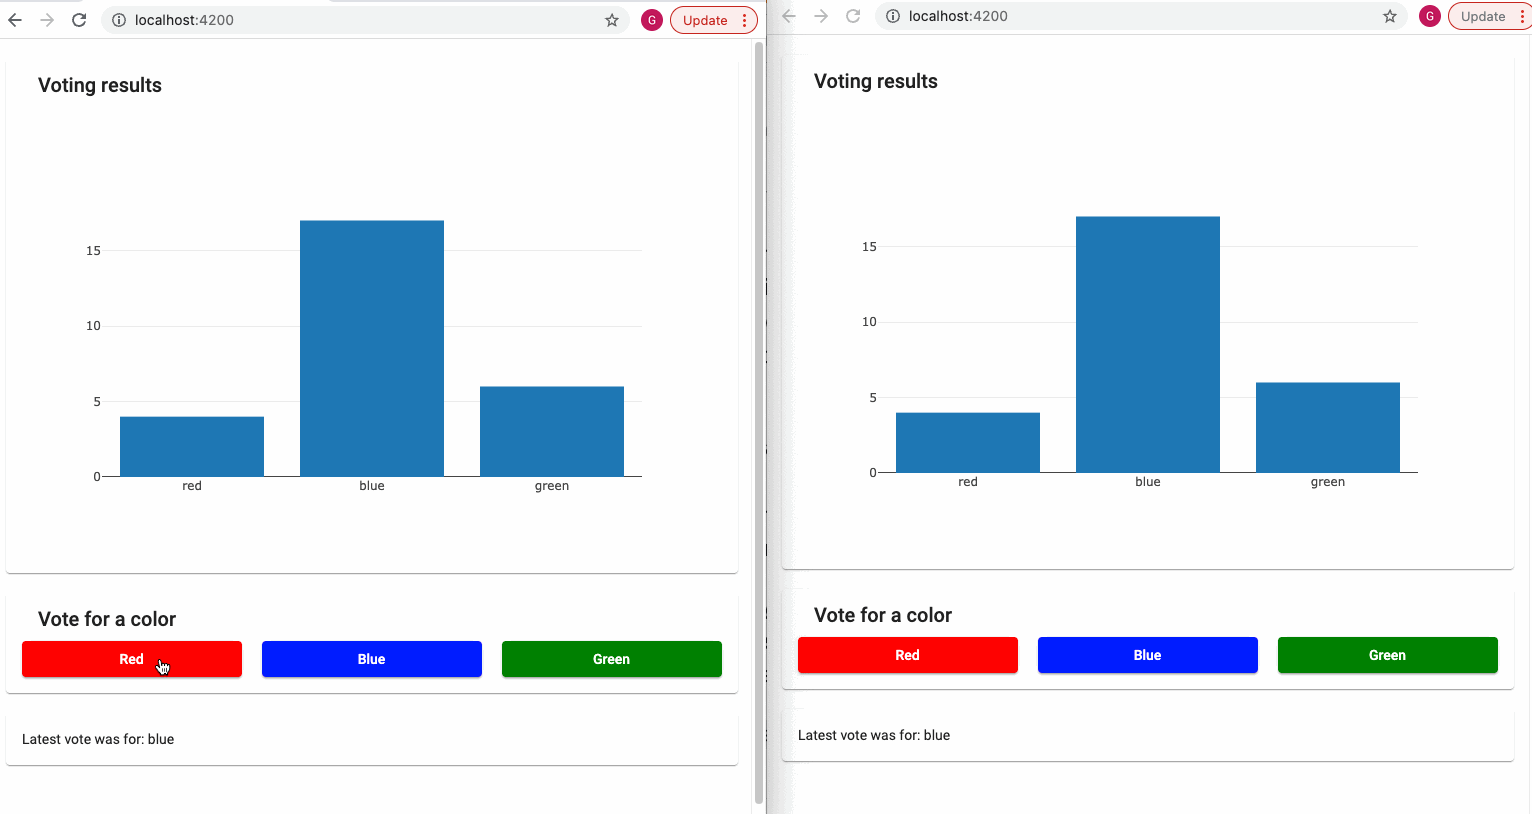 localhost:4200
G
Update
Voting results
15
10
5
0
red
blue
green
Vote for a color
Red
Blue
Green
Latest vote was for: blue
localhost:4200
G
Update
Voting results
15
10
5
0
red
blue
green
Vote for a color
Red
Blue
Green
Latest vote was for: blue